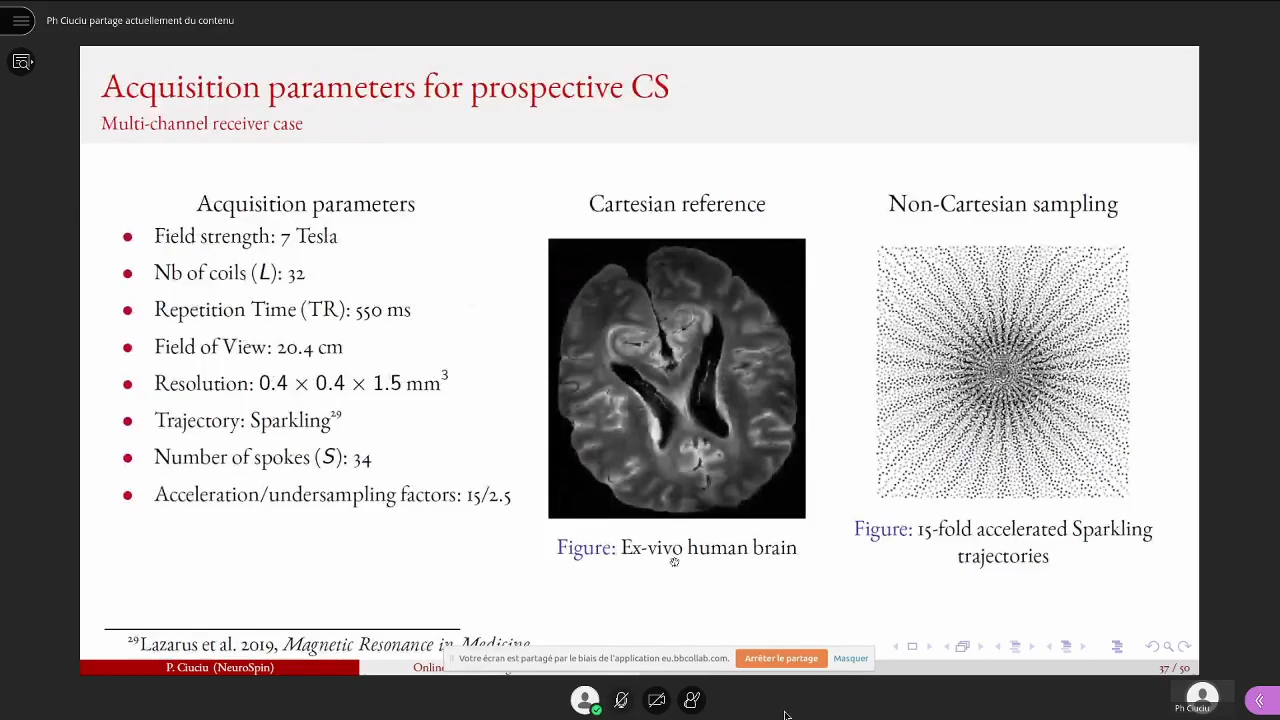 Ph Ciuciu partage actuellement du contenu
Acquisition parameters for prospective CS
Multi-channel receiver case
Acquisition parameters
Field strength: 7 Tesla
Nb of coils (L): 32
Repetition Time (TR): 550 ms
Field of View: 20.4 cm
Resolution: 0.4 × 0.4 × 1.5 mm³
Trajectory: Sparkling²⁹
Number of spokes (S): 34
Acceleration/undersampling factors: 15/2.5
Cartesian reference
Figure: Ex-vivo human brain
Non-Cartesian sampling
Figure: 15-fold accelerated Sparkling
trajectories
²⁹Lazarus et al. 2019, Magnetic Resonance in Medicine
P. Ciuciu (NeuroSpin)
Votre écran est partagé par le biais de l'application eu.bbcollab.com.
Arrêter le partage
Masquer
37 / 50
Ph Ciuciu